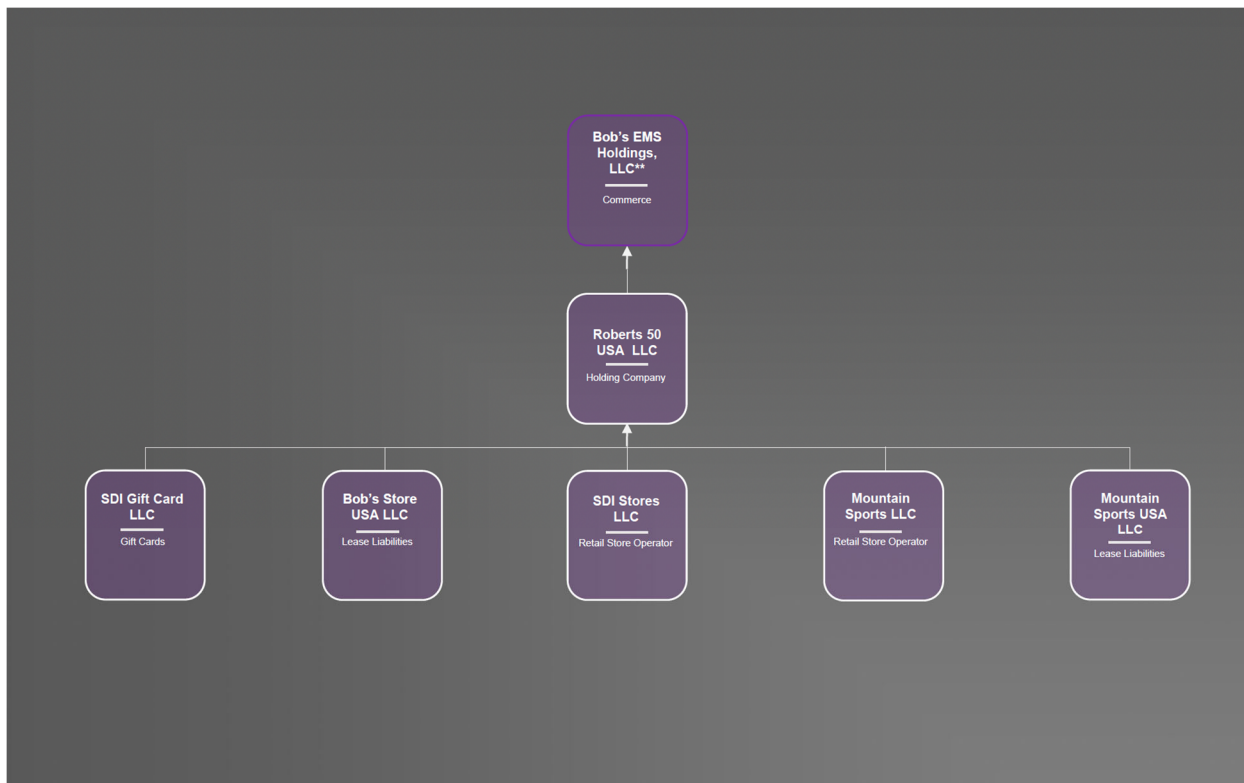 Bob’s EMS
Holdings,
LLC**
Commerce
Roberts 50
USA LLC
Holding Company
SDI Gift Card
LLC
Gift Cards
Bob’s Store
USA LLC
Lease Liabilities
SDI Stores
LLC
Retail Store Operator
Mountain
Sports LLC
Retail Store Operator
Mountain
Sports USA
LLC
Lease Liabilities